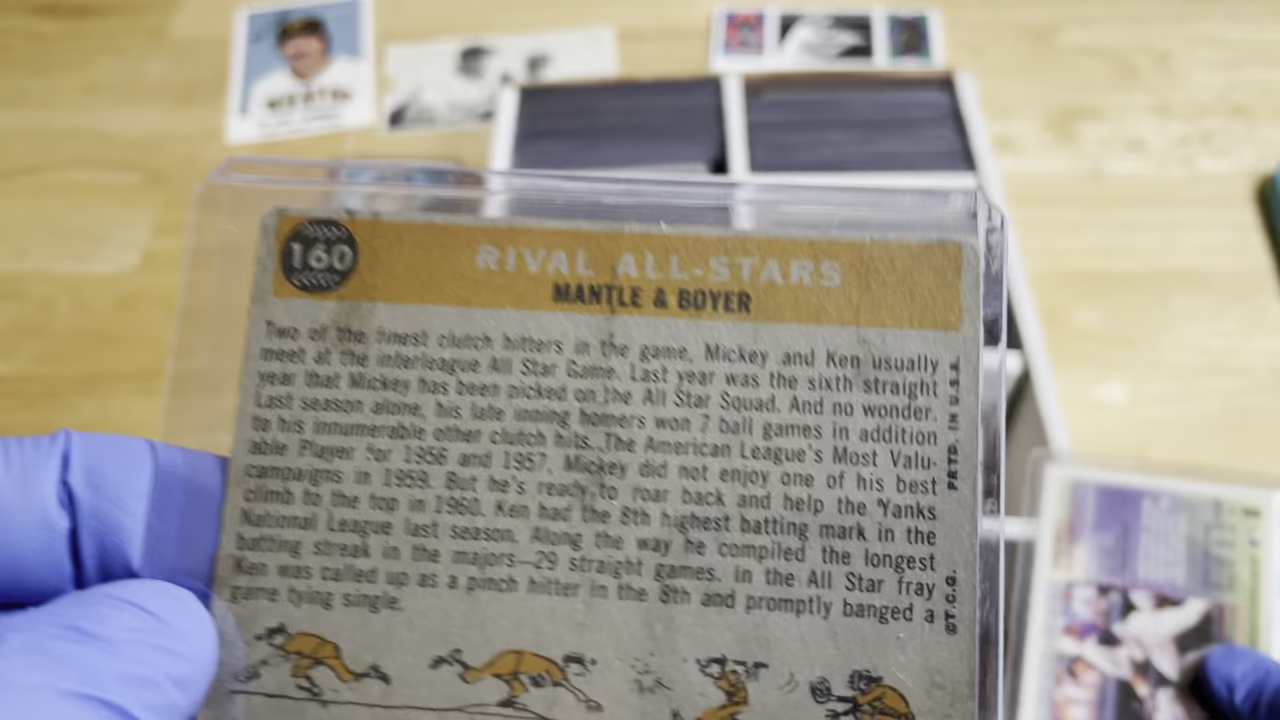 160
RIVAL ALL-STARS
MANTLE & BOYER
Two of the finest clutch hitters in the game, Mickey and Ken usually
meet at the interleague All Star Game. Last year was the sixth straight
year that Mickey has been picked on the All Star Squad. And no wonder.
Last season alone, his late inning homers won 7 ball games in addition
to his innumerable other clutch hits. The American League's Most Valu-
able Player for 1956 and 1957, Mickey did not enjoy one of his best
campaigns in 1959. But he's ready to roar back and help the Yanks
climb to the top in 1960. Ken had the 8th highest batting mark in the
National League last season. Along the way he compiled the longest
batting streak in the majors—29 straight games. In the All Star fray
Ken was called up as a pinch hitter in the 8th and promptly banged a
game tying single.
©T.C.G. PRTD. IN U.S.A.